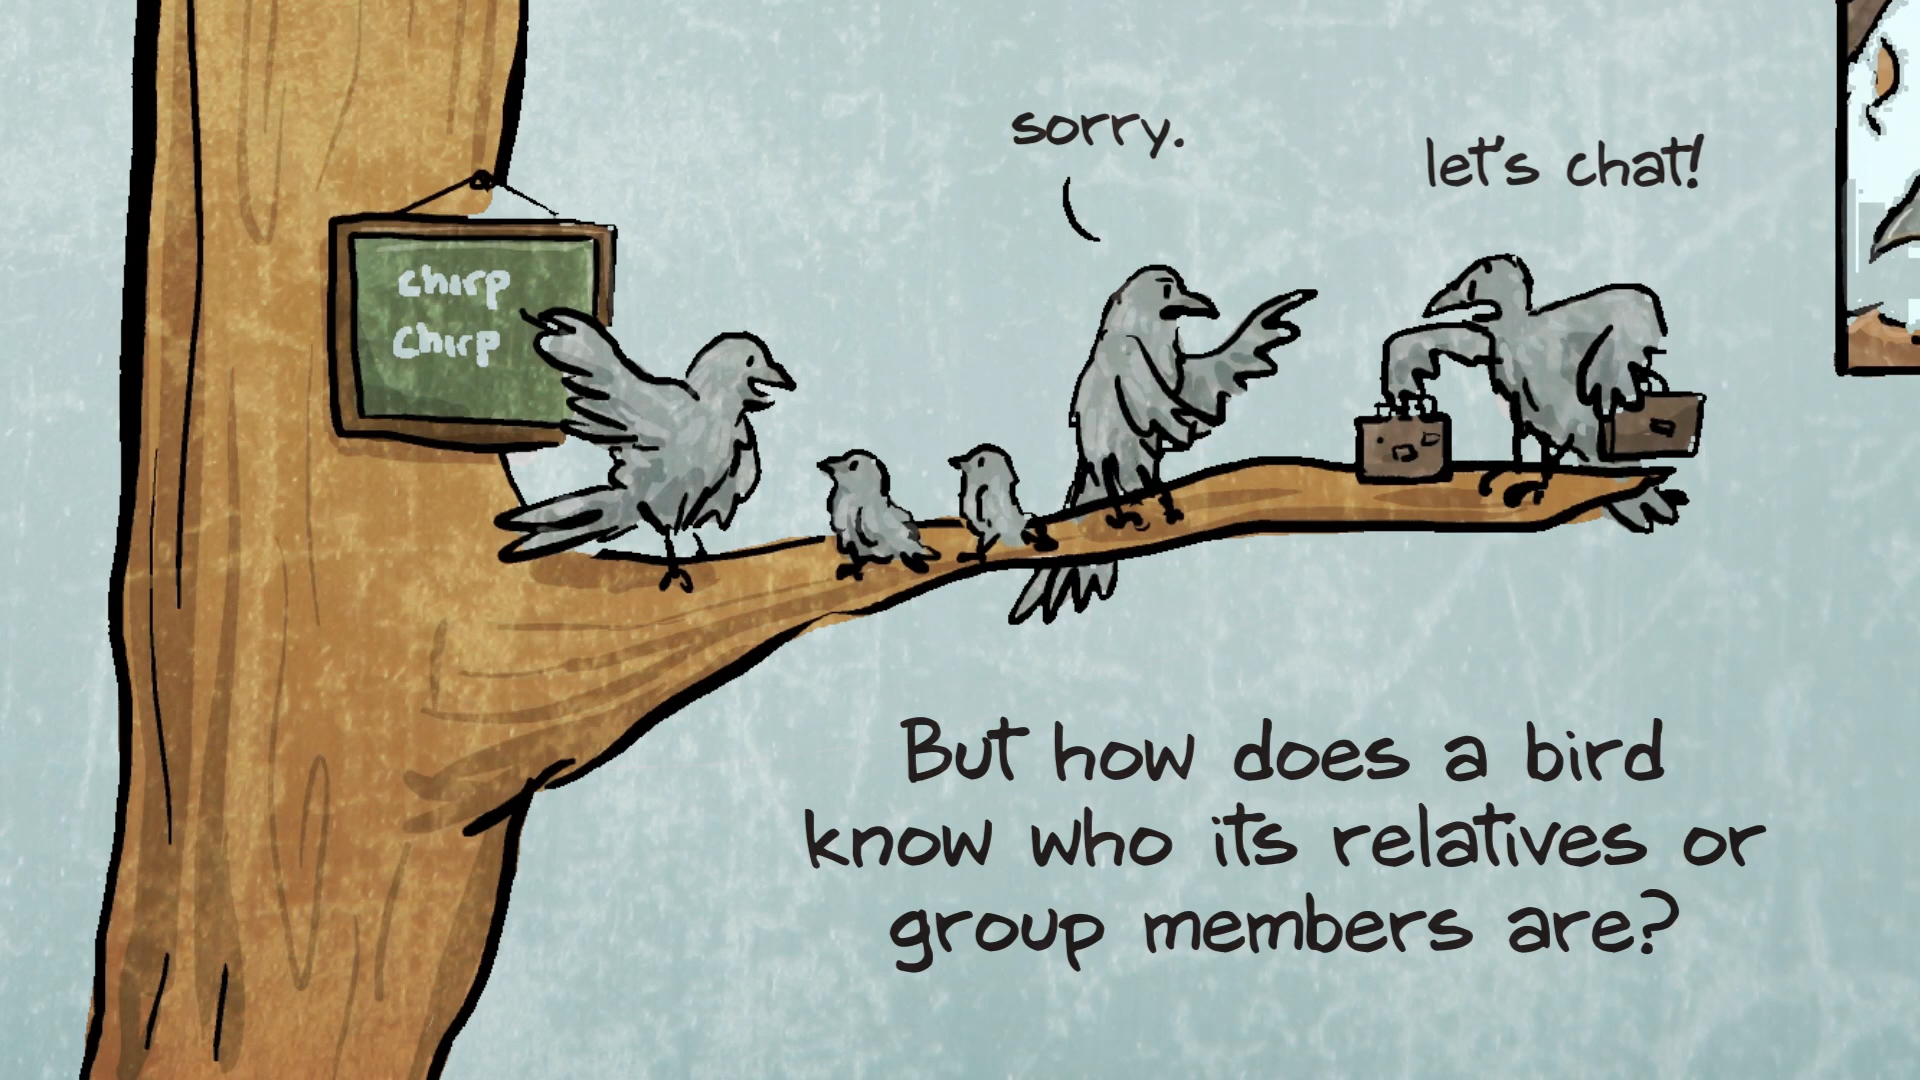 sorry.
let's chat!
chirp
chirp
But how does a bird
know who its relatives or
group members are?